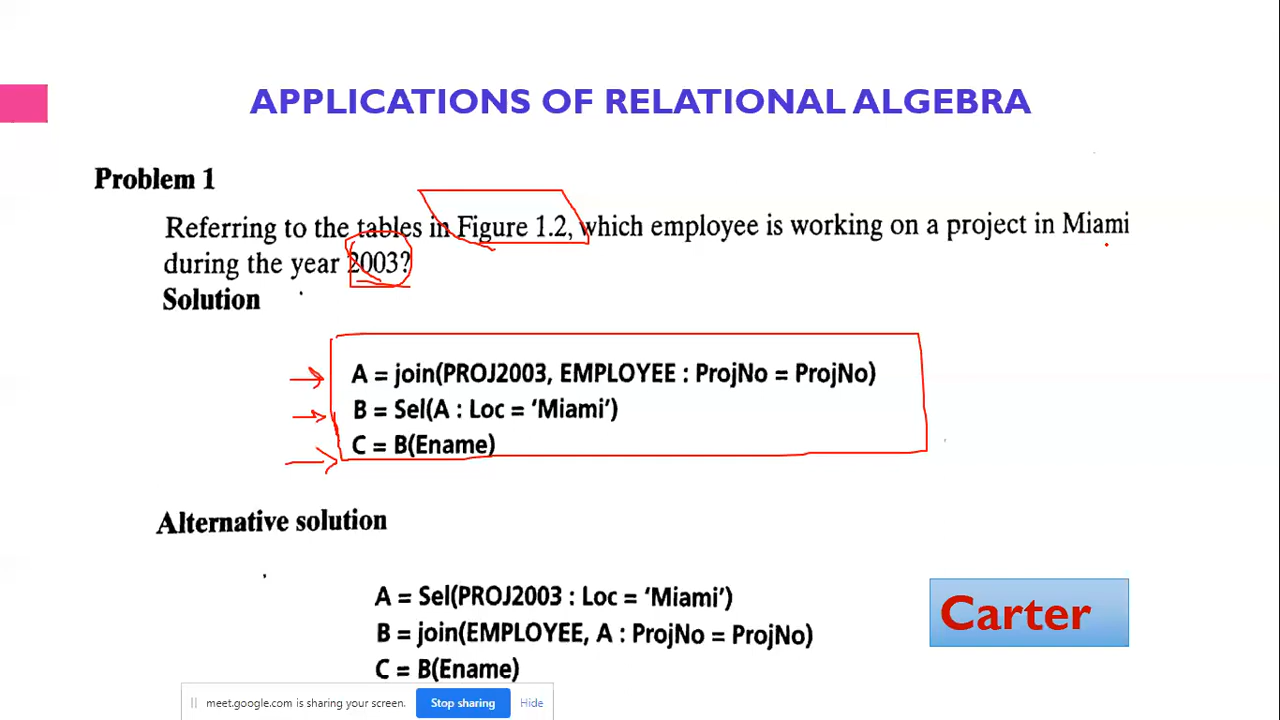 APPLICATIONS OF RELATIONAL ALGEBRA
Problem 1
Referring to the tables in Figure 1.2, which employee is working on a project in Miami
during the year 2003?
Solution
A = join(PROJ2003, EMPLOYEE : ProjNo = ProjNo)
B = Sel(A : Loc = ‘Miami’)
C = B(Ename)
Alternative solution
A = Sel(PROJ2003 : Loc = ‘Miami’)
B = join(EMPLOYEE, A : ProjNo = ProjNo)
C = B(Ename)
Carter
meet.google.com is sharing your screen.
Stop sharing
Hide